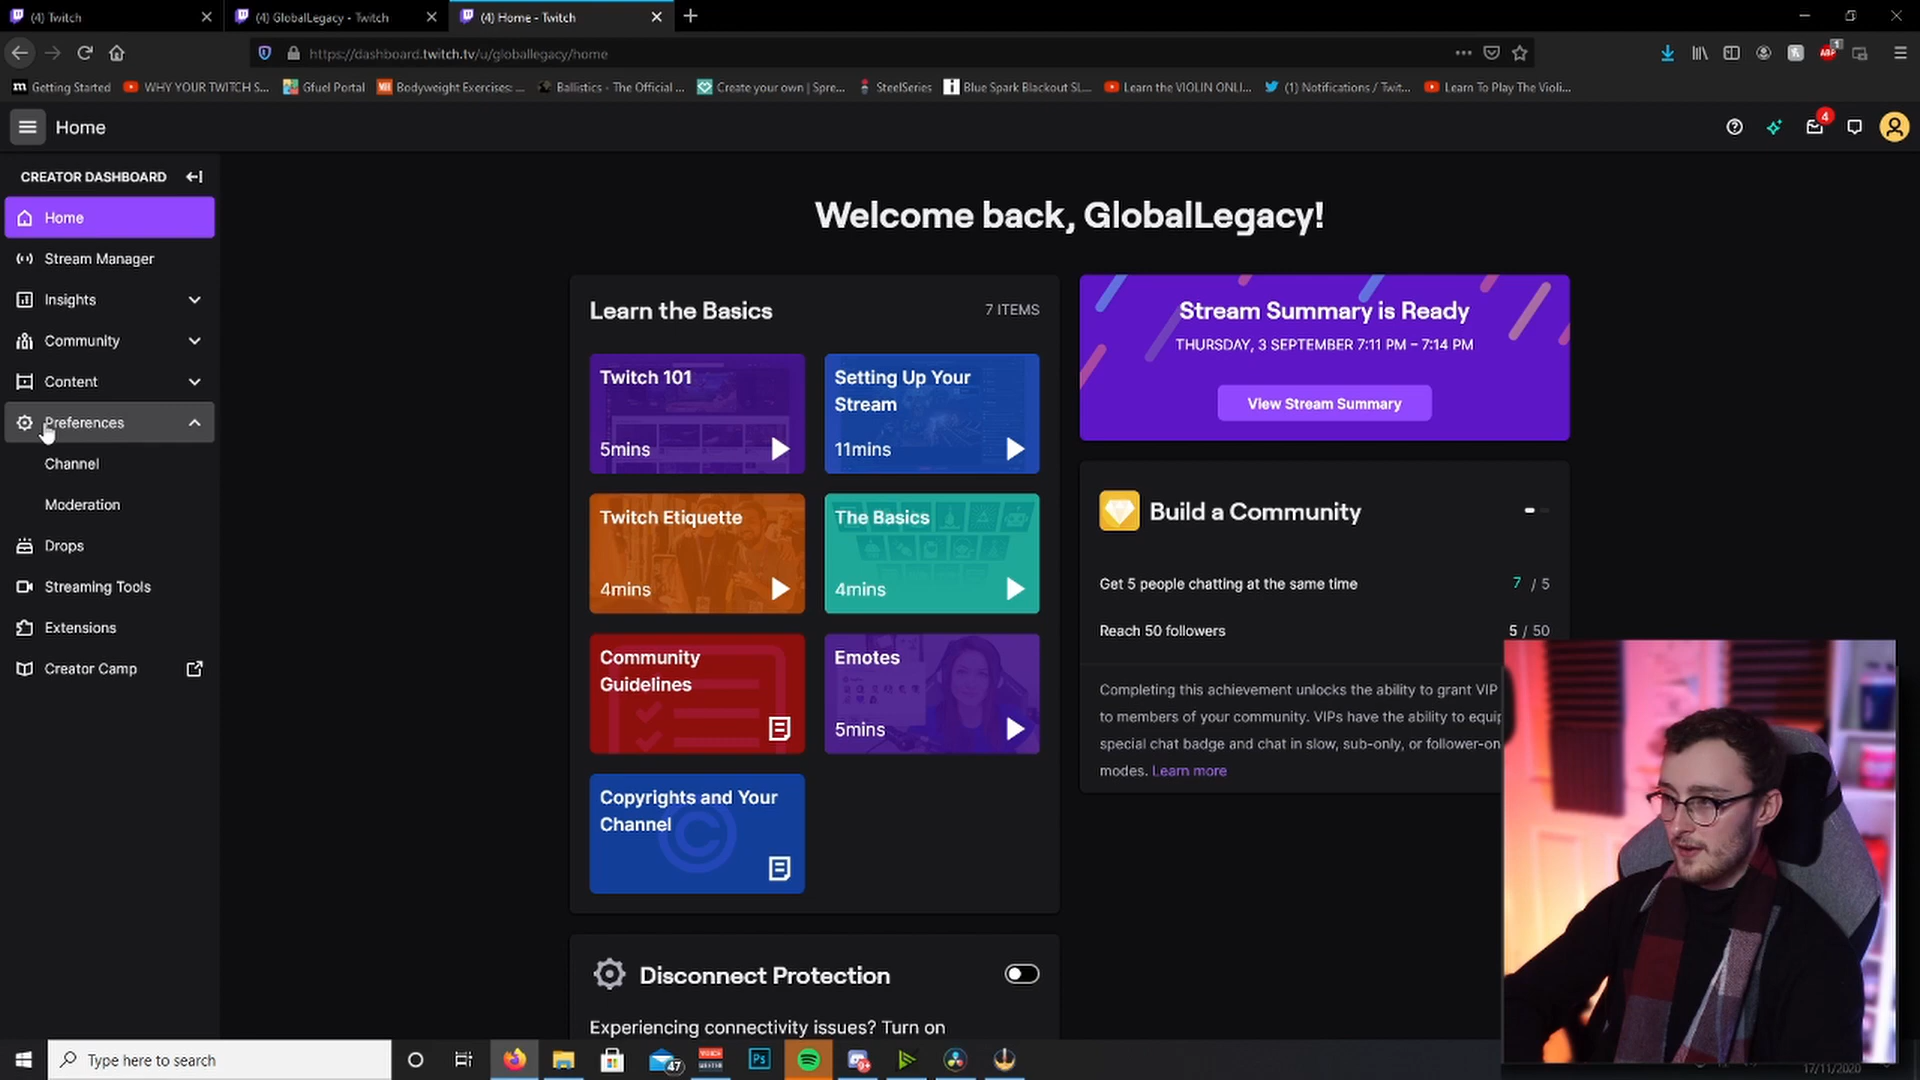 (4) Twitch
(4) GlobalLegacy - Twitch
(4) Home - Twitch
https://dashboard.twitch.tv/u/globallegacy/home
Getting Started
WHY YOUR TWITCH S...
Gfuel Portal
Bodyweight Exercises: ...
Ballistics - The Official ...
Create your own | Spre...
SteelSeries
Blue Spark Blackout SL...
Learn the VIOLIN ONLI...
(1) Notifications / Twit...
Learn To Play The Violi...
ABP
1
Home
4
CREATOR DASHBOARD
Home
Stream Manager
Insights
Community
Content
Preferences
Channel
Moderation
Drops
Streaming Tools
Extensions
Creator Camp
Welcome back, GlobalLegacy!
Learn the Basics
7 ITEMS
Twitch 101
5mins
Setting Up Your
Stream
11mins
Twitch Etiquette
4mins
The Basics
4mins
Community
Guidelines
Emotes
5mins
Copyrights and Your
Channel
Disconnect Protection
Experiencing connectivity issues? Turn on
Stream Summary is Ready
THURSDAY, 3 SEPTEMBER 7:11 PM – 7:14 PM
View Stream Summary
Build a Community
Get 5 people chatting at the same time
7 / 5
Reach 50 followers
5 / 50
Completing this achievement unlocks the ability to grant VIP
to members of your community. VIPs have the ability to equip
special chat badge and chat in slow, sub-only, or follower-on
modes. Learn more
Type here to search
47
Ps
17/11/2020